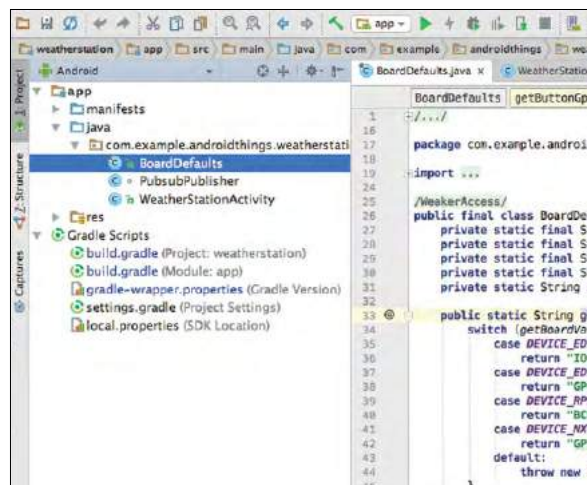 app
weatherstation app src main java com example androidthings
Android
BoardDefaults.java WeatherStation
1: Project
7: Structure
Captures
app
manifests
java
com.example.androidthings.weatherstati
BoardDefaults
PubsubPublisher
WeatherStationActivity
res
Gradle Scripts
build.gradle (Project: weatherstation)
build.gradle (Module: app)
gradle-wrapper.properties (Gradle Version)
settings.gradle (Project Settings)
local.properties (SDK Location)
BoardDefaults getButtonGp
1 /.../
16
17 package com.example.androi
18
19 import ...
25 /WeakerAccess/
26 public final class BoardDe
27 private static final S
28 private static final S
29 private static final S
30 private static final S
31 private static String
32
33 public static String g
34 switch (getBoardVa
35 case DEVICE_ED
36 return "IO
37 case DEVICE_ED
38 return "GP
39 case DEVICE_RP
40 return "BC
41 case DEVICE_NX
42 return "GP
43 default:
44 throw new